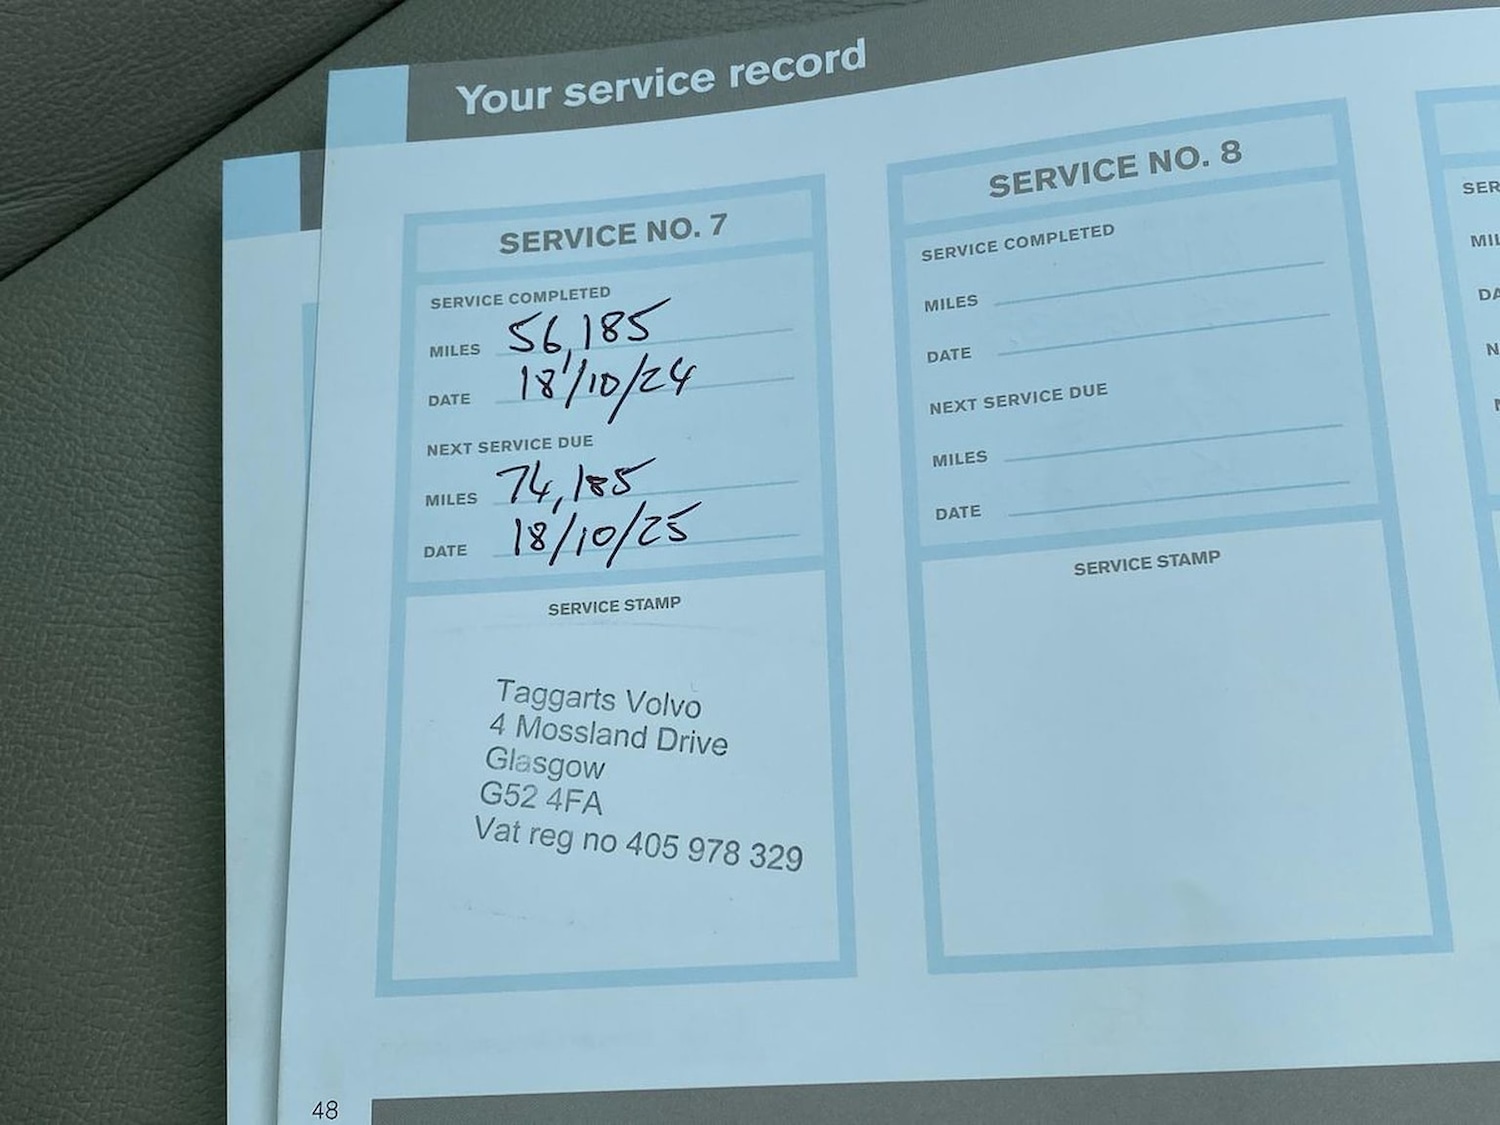 Your service record
SERVICE NO. 7
SERVICE COMPLETED
MILES 56,185
DATE 18/10/24
NEXT SERVICE DUE
MILES 74,185
DATE 18/10/25
SERVICE STAMP
Taggarts Volvo
4 Mossland Drive
Glasgow
G52 4FA
Vat reg no 405 978 329
SERVICE NO. 8
SERVICE COMPLETED
MILES
DATE
NEXT SERVICE DUE
MILES
DATE
SERVICE STAMP
48